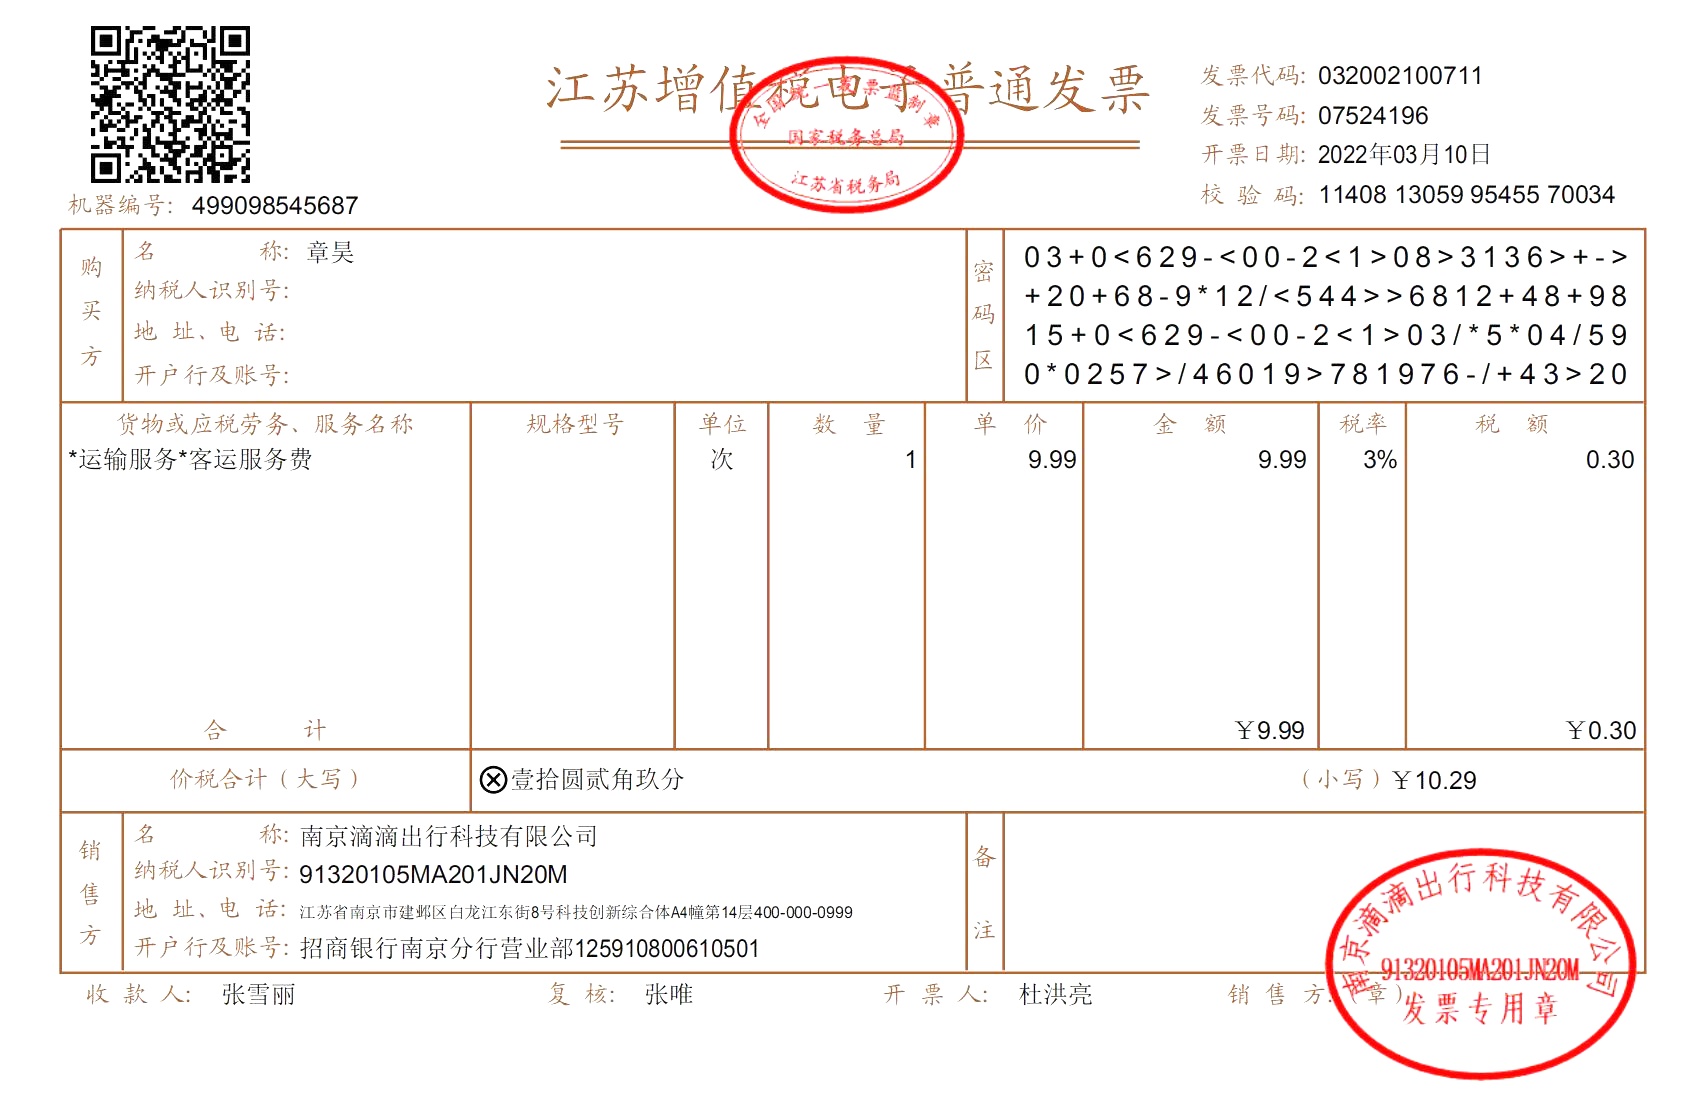 江苏增值税电子普通发票
全国统一发票监制章
国家税务总局
江苏省税务局
发票代码: 032002100711
发票号码: 07524196
开票日期: 2022年03月10日
校 验 码: 11408 13059 95455 70034
机器编号: 499098545687
购买方
名 称: 章昊
纳税人识别号:
地 址、电 话:
开户行及账号:
密码区
03+0<629-<00-2<1>08>3136>+->
+20+68-9*12/<544>>6812+48+98
15+0<629-<00-2<1>03/*5*04/59
0*0257>/46019>781976-/+43>20
货物或应税劳务、服务名称 规格型号 单位 数 量 单 价 金 额 税率 税 额
*运输服务*客运服务费 次 1 9.99 9.99 3% 0.30
合 计 ￥9.99 ￥0.30
价税合计（大写） ⊗壹拾圆贰角玖分 （小写）￥10.29
销售方
名 称: 南京滴滴出行科技有限公司
纳税人识别号: 91320105MA201JN20M
地 址、电 话: 江苏省南京市建邺区白龙江东街8号科技创新综合体A4幢第14层400-000-0999
开户行及账号: 招商银行南京分行营业部125910800610501
备注
收 款 人: 张雪丽 复 核: 张唯 开 票 人: 杜洪亮 销 售 方:（章）
南京滴滴出行科技有限公司
91320105MA201JN20M
发票专用章